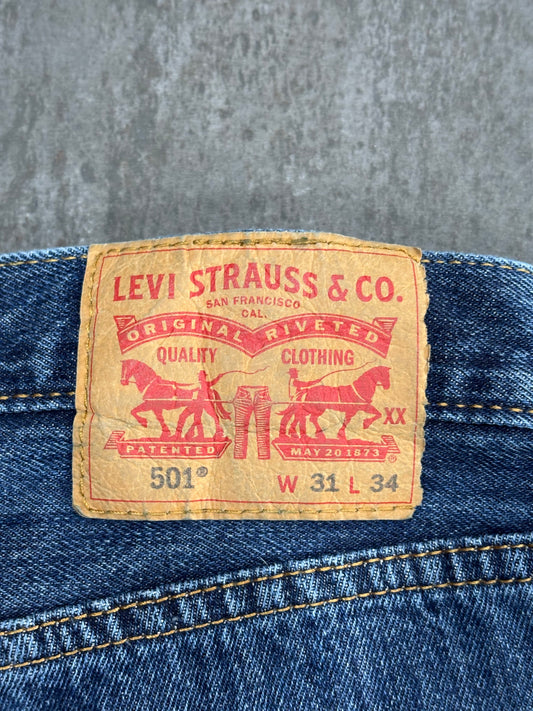 LEVI STRAUSS & CO.
SAN FRANCISCO
CAL.
ORIGINAL RIVETED
QUALITY CLOTHING
XX
PATENTED MAY 20 1873
®
501® W 31 L 34